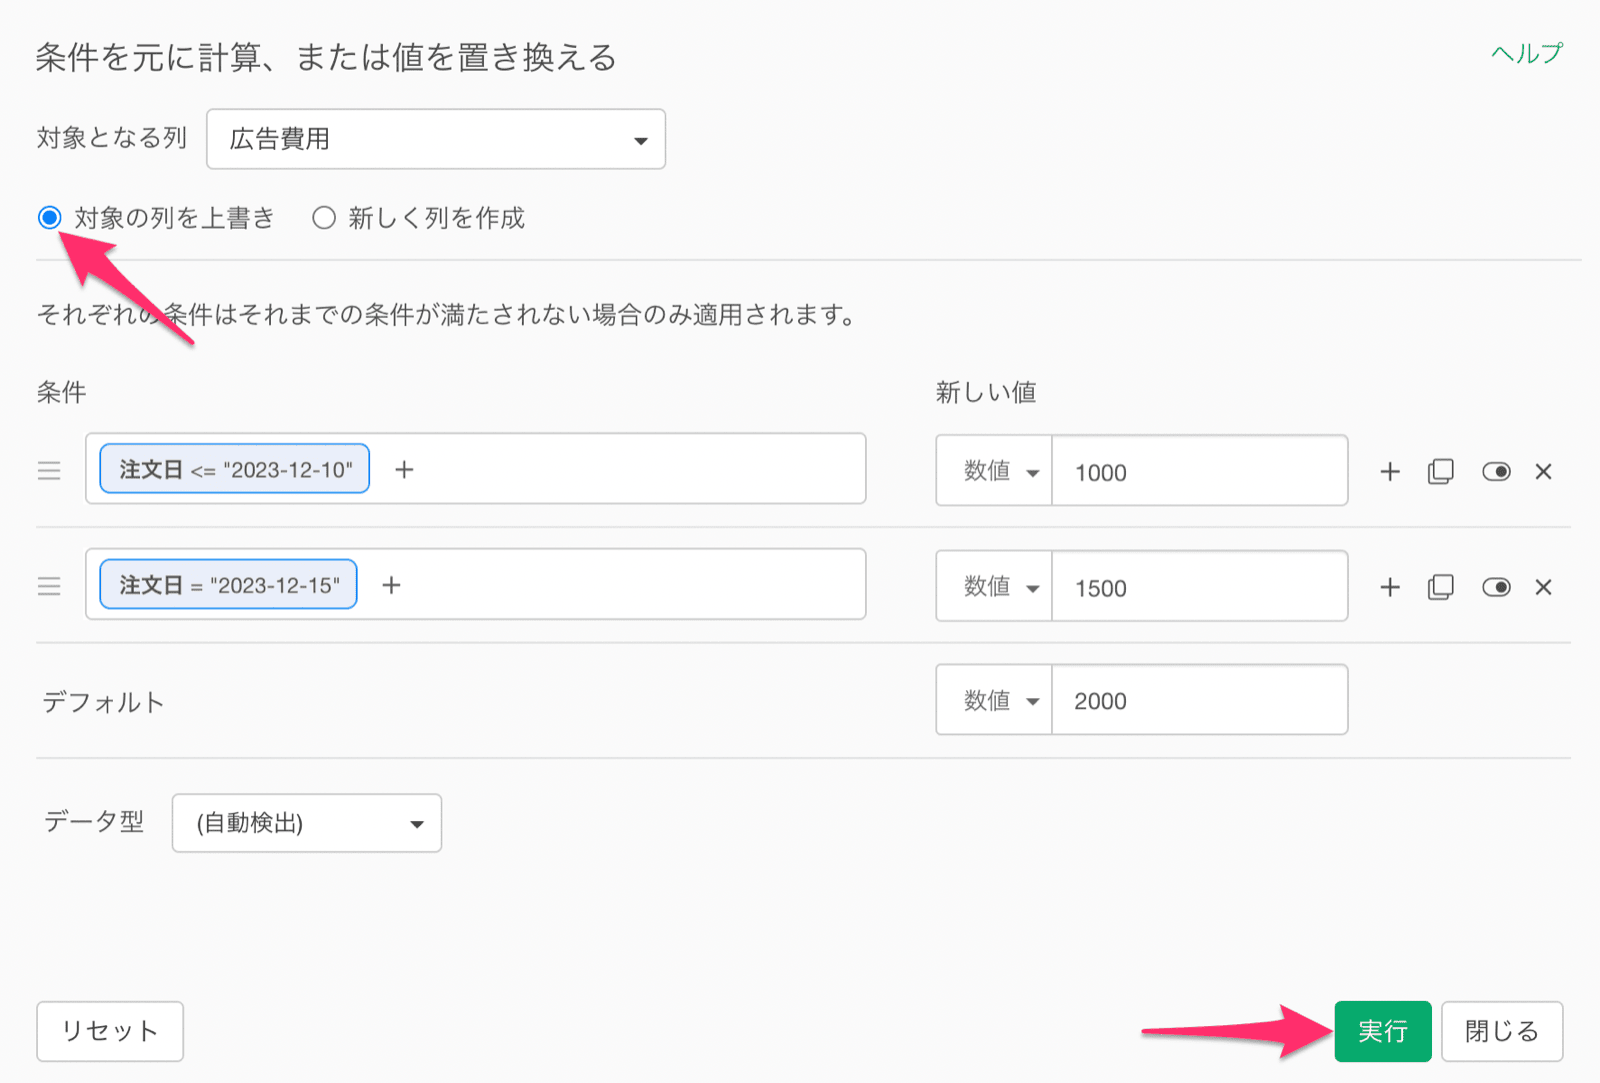 条件を元に計算、または値を置き換える
ヘルプ
対象となる列 広告費用
対象の列を上書き 新しく列を作成
それぞれの条件はそれまでの条件が満たされない場合のみ適用されます。
条件 新しい値
注文日 <= "2023-12-10" + 数値 1000
注文日 = "2023-12-15" + 数値 1500
デフォルト 数値 2000
データ型 (自動検出)
リセット 実行 閉じる